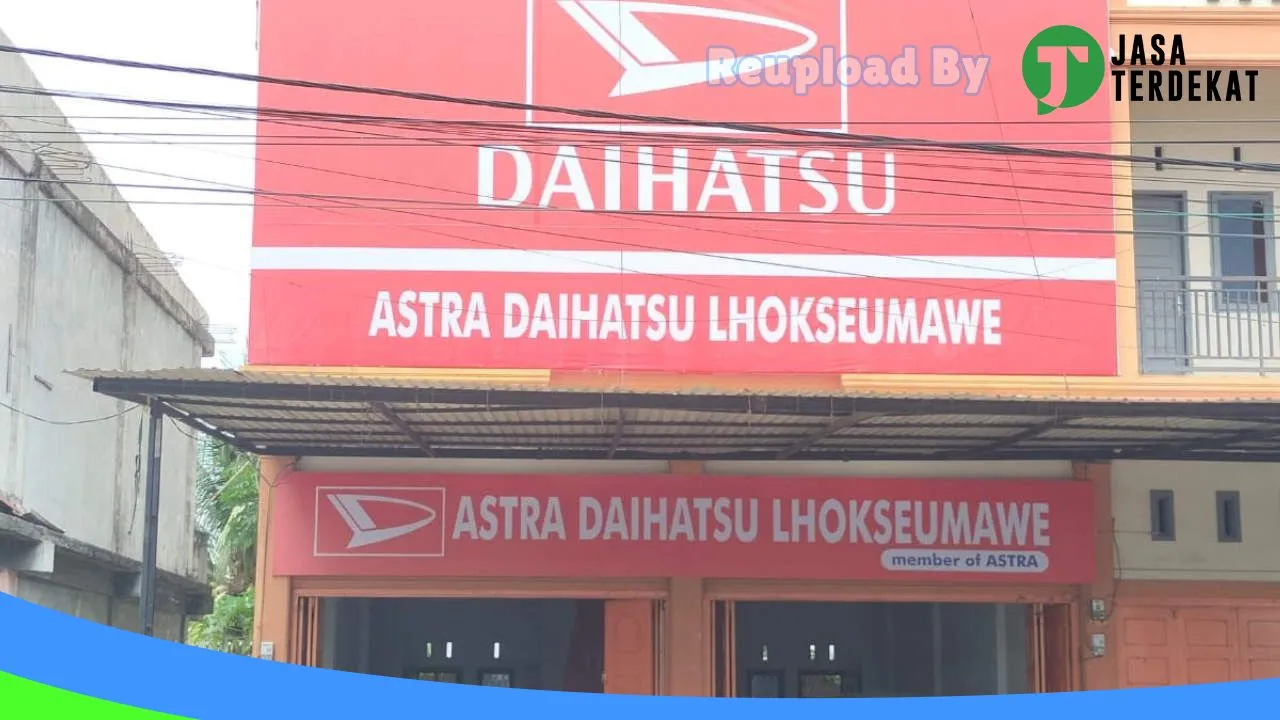 Reupload By
JASA
TERDEKAT
DAIHATSU
ASTRA DAIHATSU LHOKSEUMAWE
ASTRA DAIHATSU LHOKSEUMAWE
member of ASTRA